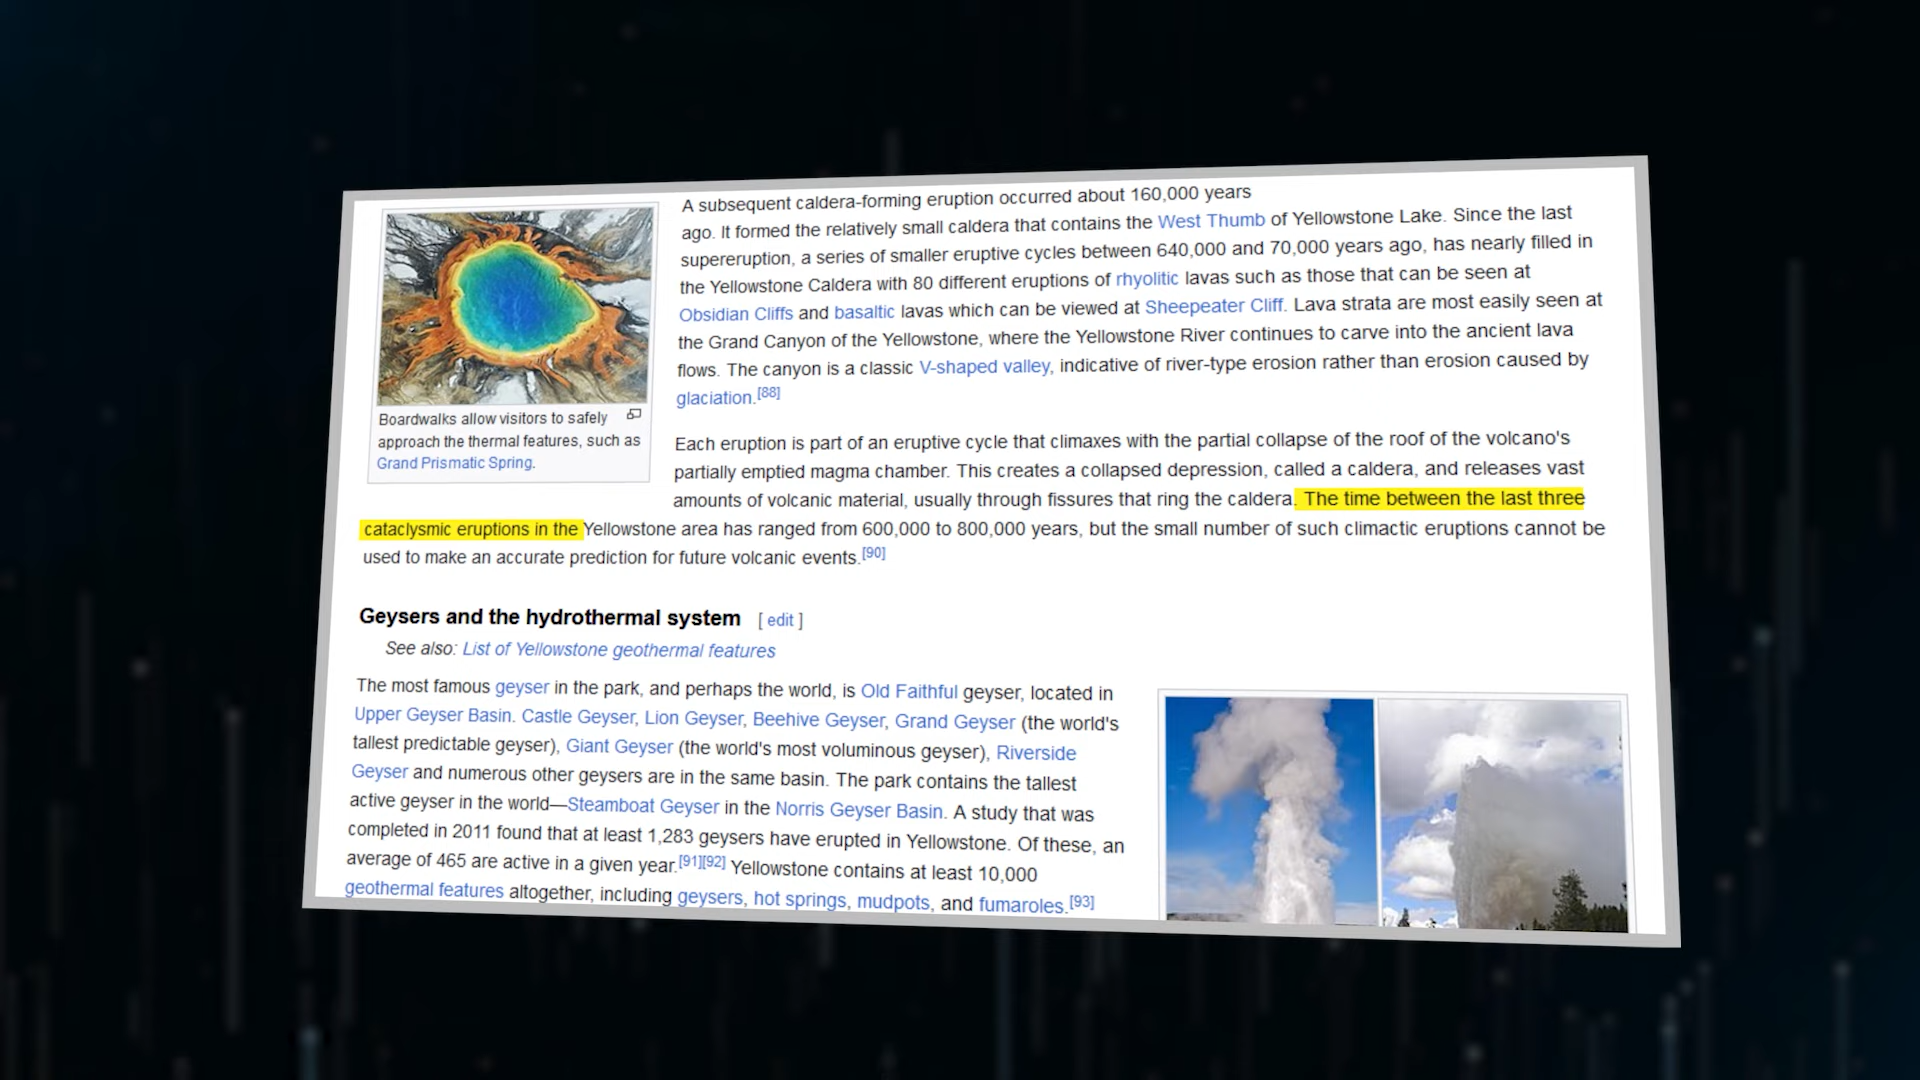 A subsequent caldera-forming eruption occurred about 160,000 years
ago. It formed the relatively small caldera that contains the West Thumb of Yellowstone Lake. Since the last
supereruption, a series of smaller eruptive cycles between 640,000 and 70,000 years ago, has nearly filled in
the Yellowstone Caldera with 80 different eruptions of rhyolitic lavas such as those that can be seen at
Obsidian Cliffs and basaltic lavas which can be viewed at Sheepeater Cliff. Lava strata are most easily seen at
the Grand Canyon of the Yellowstone, where the Yellowstone River continues to carve into the ancient lava
flows. The canyon is a classic V-shaped valley, indicative of river-type erosion rather than erosion caused by
glaciation.[88]
Boardwalks allow visitors to safely
approach the thermal features, such as
Grand Prismatic Spring.
Each eruption is part of an eruptive cycle that climaxes with the partial collapse of the roof of the volcano's
partially emptied magma chamber. This creates a collapsed depression, called a caldera, and releases vast
amounts of volcanic material, usually through fissures that ring the caldera. The time between the last three
cataclysmic eruptions in the Yellowstone area has ranged from 600,000 to 800,000 years, but the small number of such climactic eruptions cannot be
used to make an accurate prediction for future volcanic events.[90]
Geysers and the hydrothermal system [ edit ]
See also: List of Yellowstone geothermal features
The most famous geyser in the park, and perhaps the world, is Old Faithful geyser, located in
Upper Geyser Basin. Castle Geyser, Lion Geyser, Beehive Geyser, Grand Geyser (the world's
tallest predictable geyser), Giant Geyser (the world's most voluminous geyser), Riverside
Geyser and numerous other geysers are in the same basin. The park contains the tallest
active geyser in the world—Steamboat Geyser in the Norris Geyser Basin. A study that was
completed in 2011 found that at least 1,283 geysers have erupted in Yellowstone. Of these, an
average of 465 are active in a given year.[91][92] Yellowstone contains at least 10,000
geothermal features altogether, including geysers, hot springs, mudpots, and fumaroles.[93]